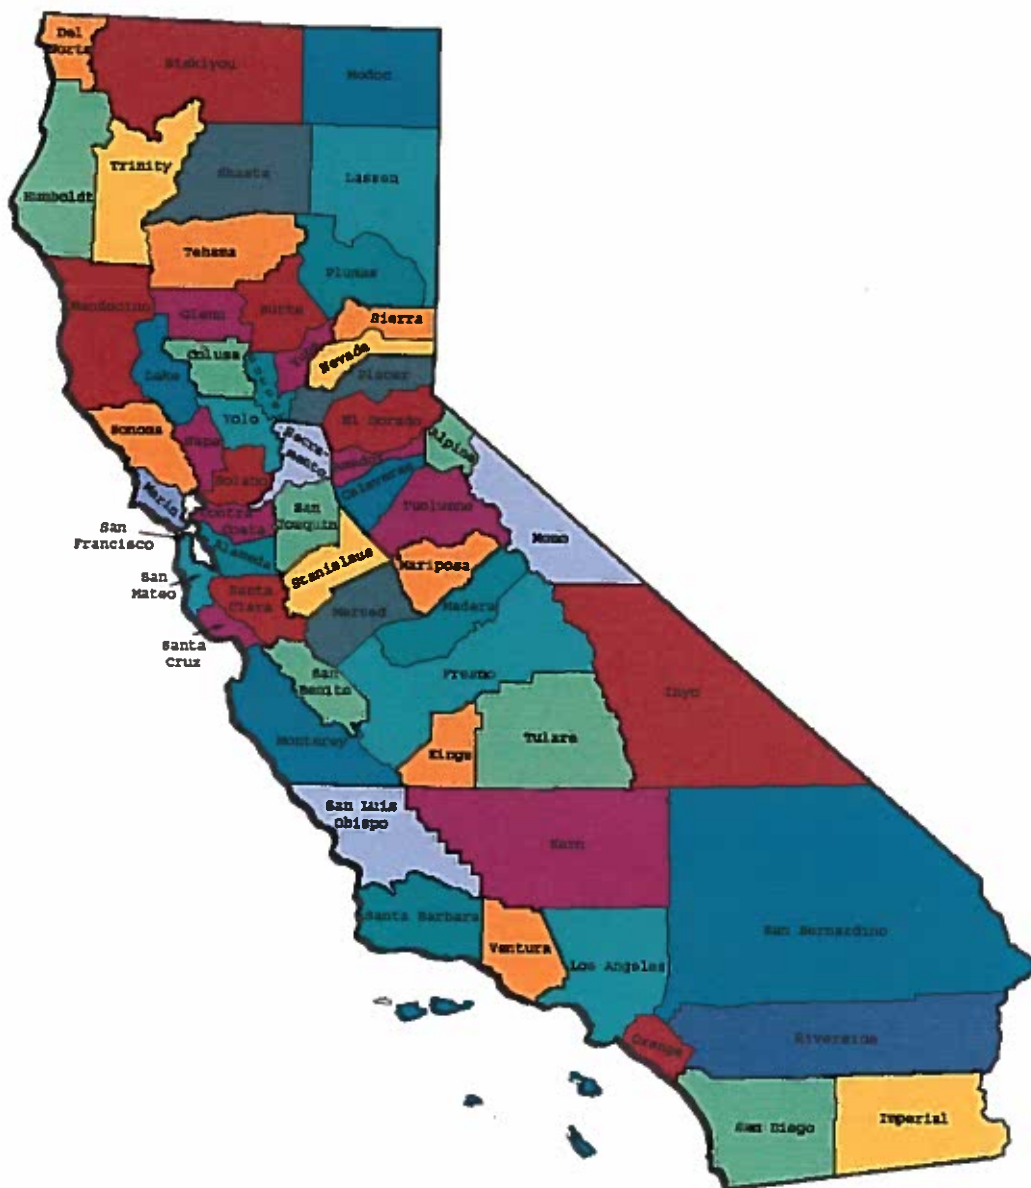 Del
Norte
Siskiyou
Modoc
Trinity
Shasta
Lassen
Humboldt
Tehama
Plumas
Mendocino
Glenn
Butte
Sierra
Colusa
Yuba
Nevada
Lake
Placer
Yolo
El Dorado
Sonoma
Napa
Sacra-
mento
Alpine
Amador
Solano
Calaveras
Marin
San
Joaquin
Tuolumne
Contra
Costa
San
Francisco
Mono
Alameda
Stanislaus
Mariposa
San
Mateo
Santa
Clara
Merced
Madera
Santa
Cruz
San
Benito
Fresno
Inyo
Monterey
Kings
Tulare
San Luis
Obispo
Kern
Santa Barbara
Ventura
Los Angeles
San Bernardino
Orange
Riverside
San Diego
Imperial